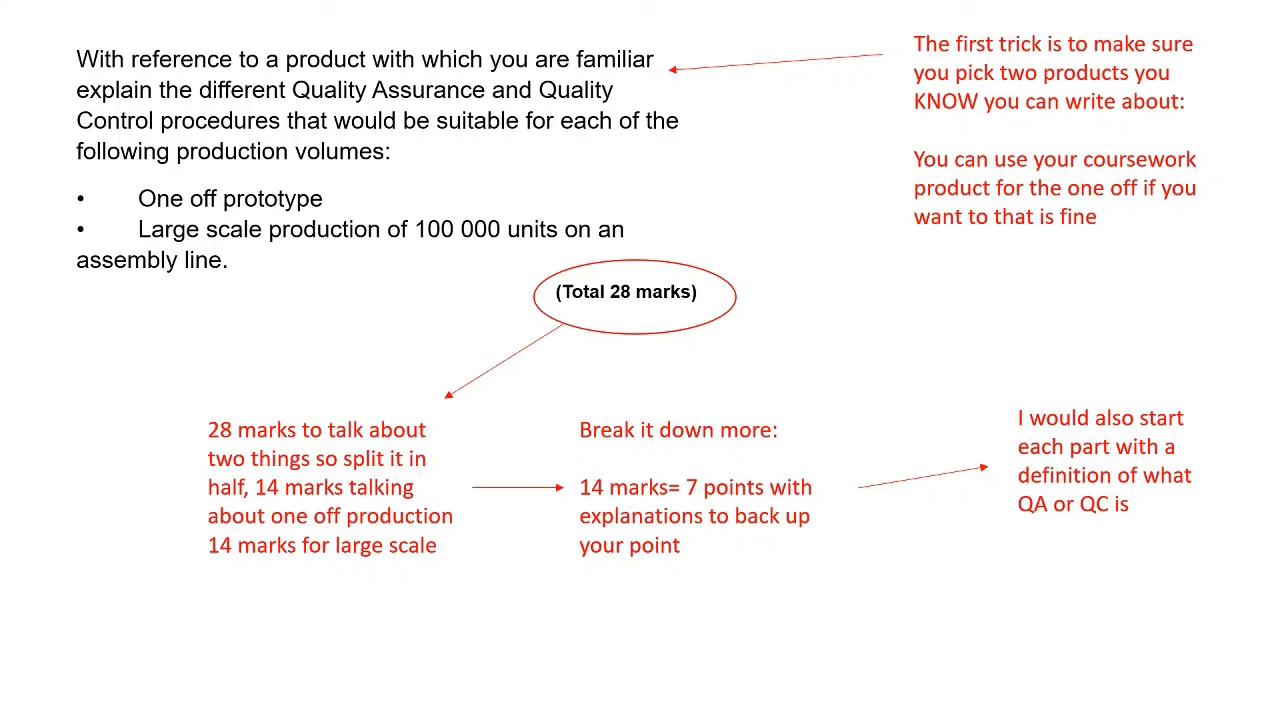 With reference to a product with which you are familiar
explain the different Quality Assurance and Quality
Control procedures that would be suitable for each of the
following production volumes:
• One off prototype
• Large scale production of 100 000 units on an
assembly line.
(Total 28 marks)
The first trick is to make sure
you pick two products you
KNOW you can write about:
You can use your coursework
product for the one off if you
want to that is fine
28 marks to talk about
two things so split it in
half, 14 marks talking
about one off production
14 marks for large scale
Break it down more:
14 marks= 7 points with
explanations to back up
your point
I would also start
each part with a
definition of what
QA or QC is